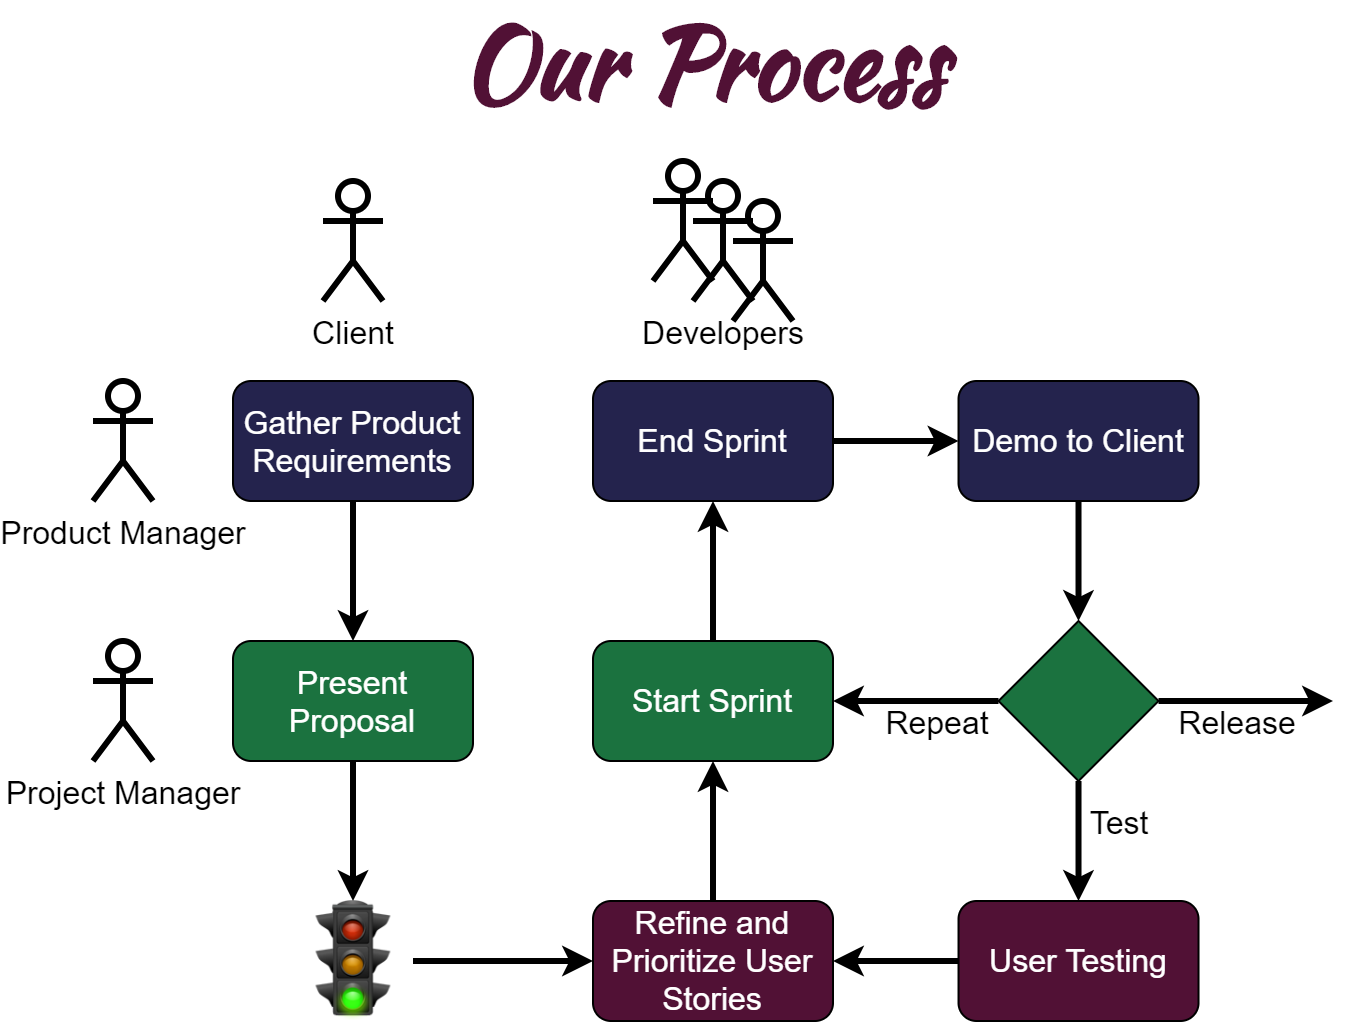 Our Process
Client
Developers
Gather Product
Requirements
End Sprint
Demo to Client
Product Manager
Present
Proposal
Start Sprint
Repeat
Release
Project Manager
Test
Refine and
Prioritize User
Stories
User Testing